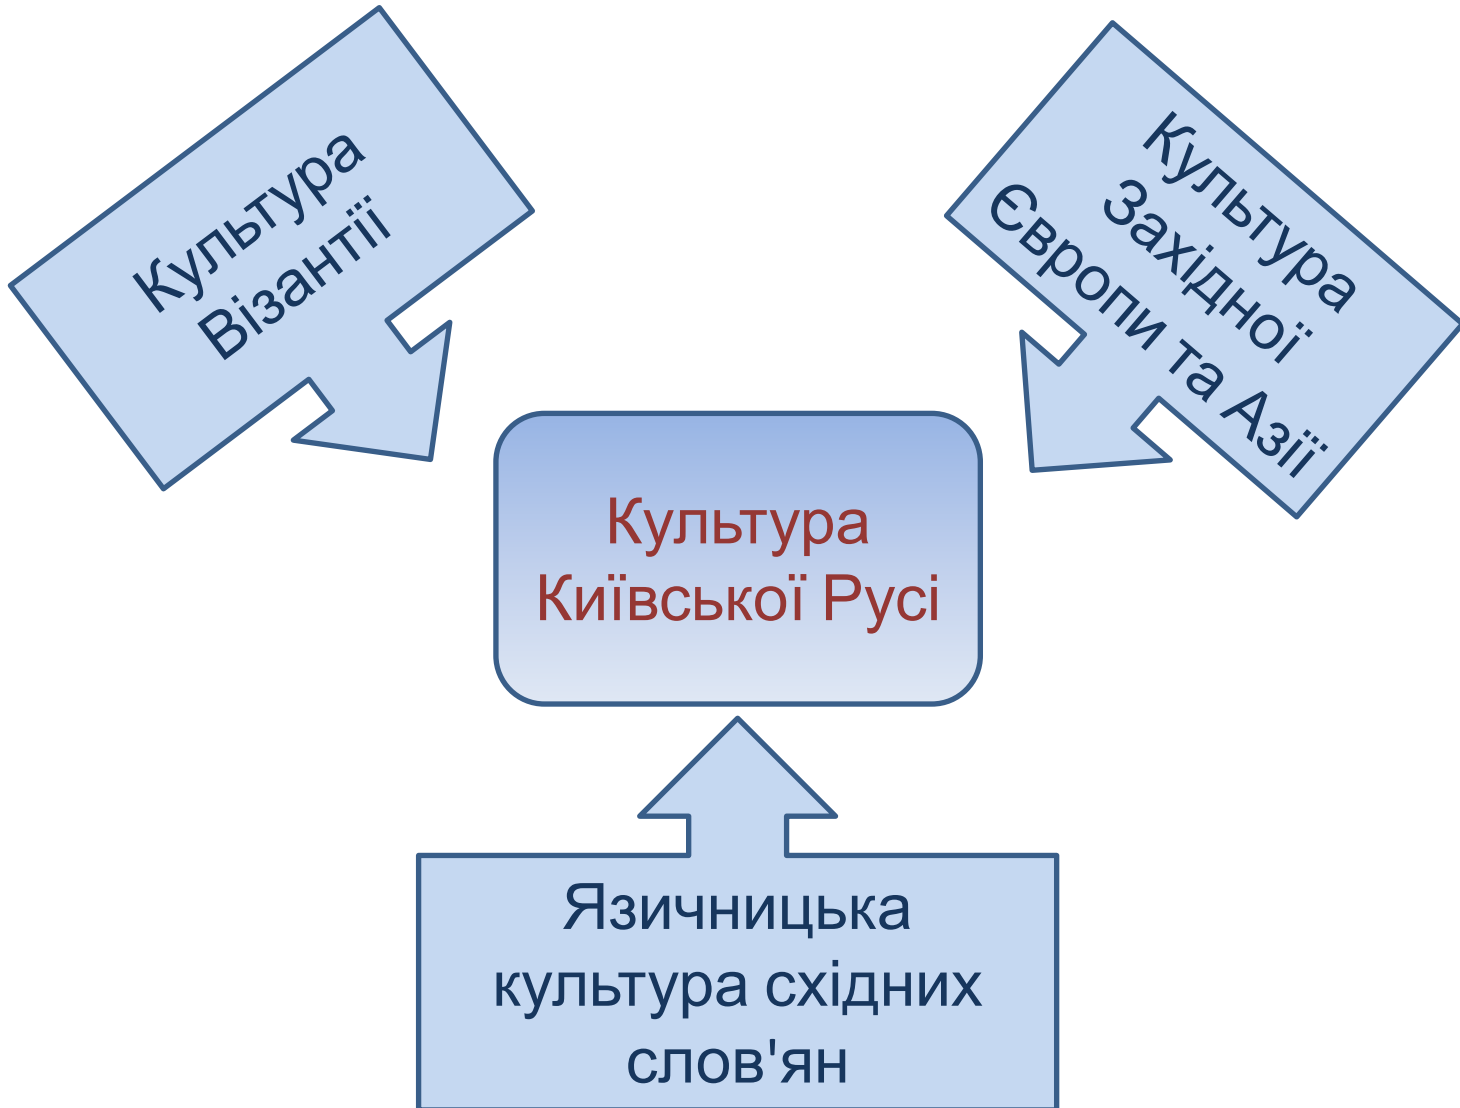 Культура
Візантії
Культура
Західної
Європи та Азії
Культура
Київської Русі
Язичницька
культура східних
слов'ян